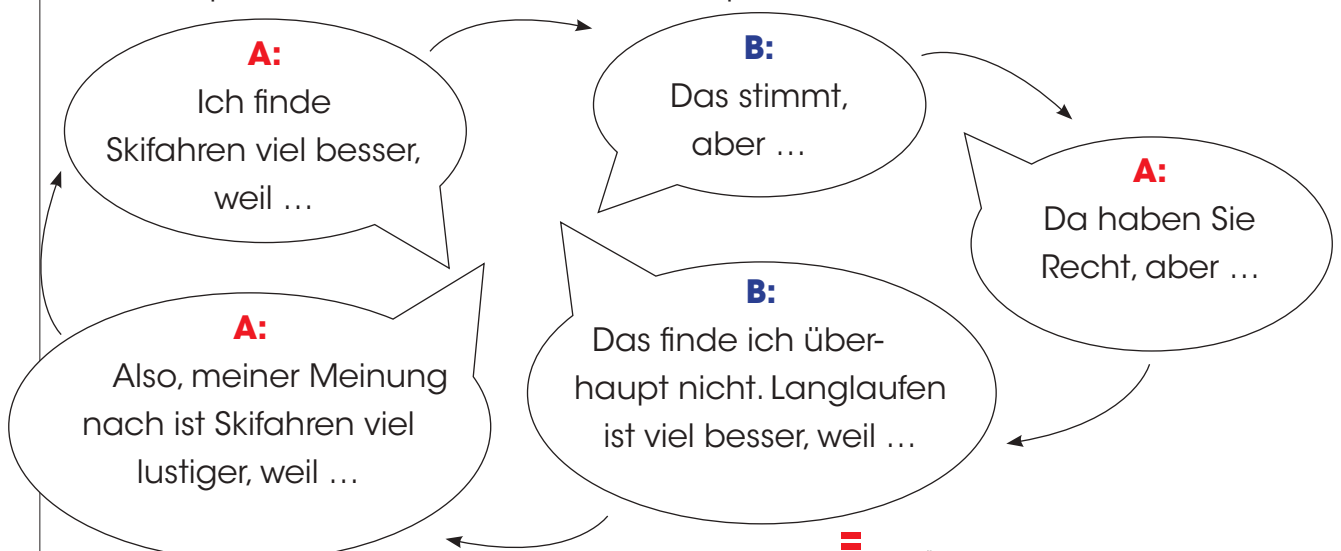 A:
Ich finde
Skifahren viel besser,
weil …
B:
Das stimmt,
aber …
A:
Da haben Sie
Recht, aber …
B:
Das finde ich über-
haupt nicht. Langlaufen
ist viel besser, weil …
A:
Also, meiner Meinung
nach ist Skifahren viel
lustiger, weil …